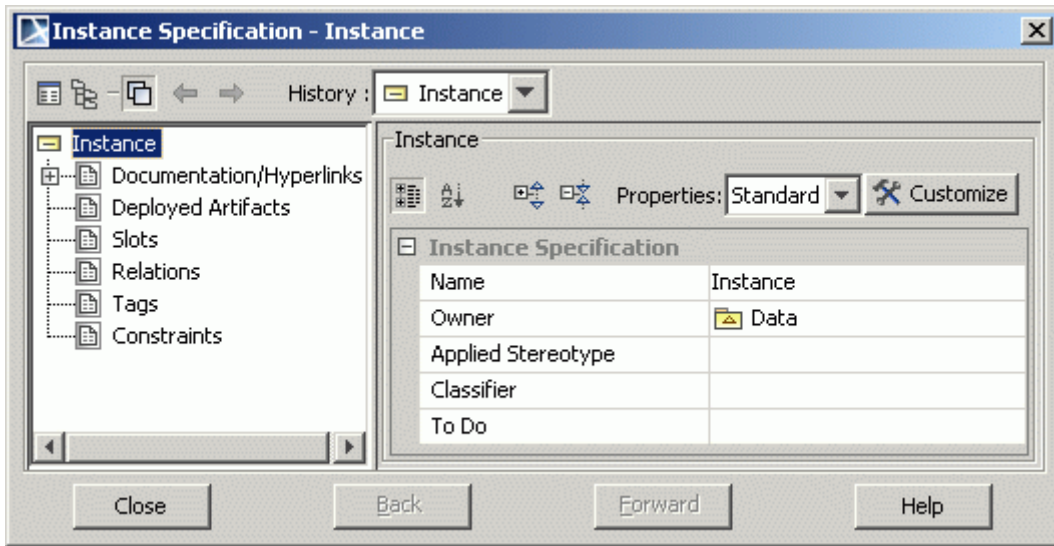 Instance Specification - Instance
History : Instance
Instance
Documentation/Hyperlinks
Deployed Artifacts
Slots
Relations
Tags
Constraints
Instance
Properties: Standard Customize
Instance Specification
Name Instance
Owner Data
Applied Stereotype
Classifier
To Do
Close Back Forward Help